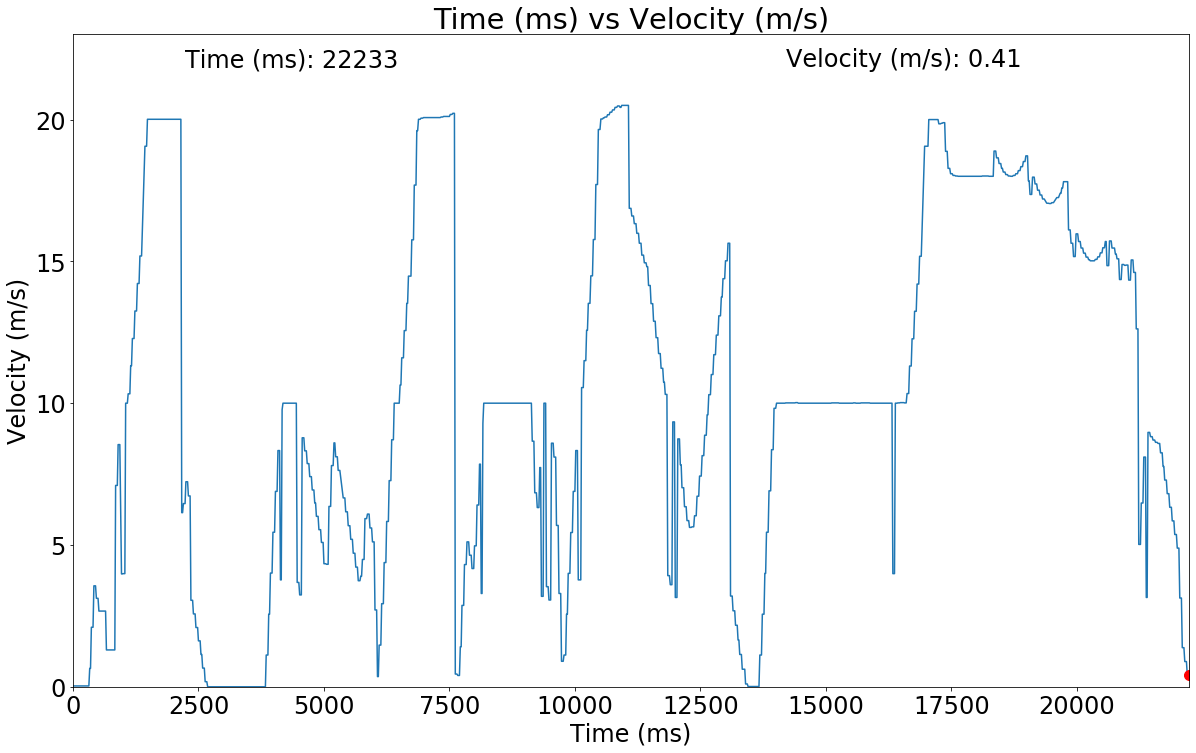 Time (ms) vs Velocity (m/s)
Time (ms): 22233
Velocity (m/s): 0.41
Velocity (m/s)
20
15
10
5
0
0 2500 5000 7500 10000 12500 15000 17500 20000
Time (ms)